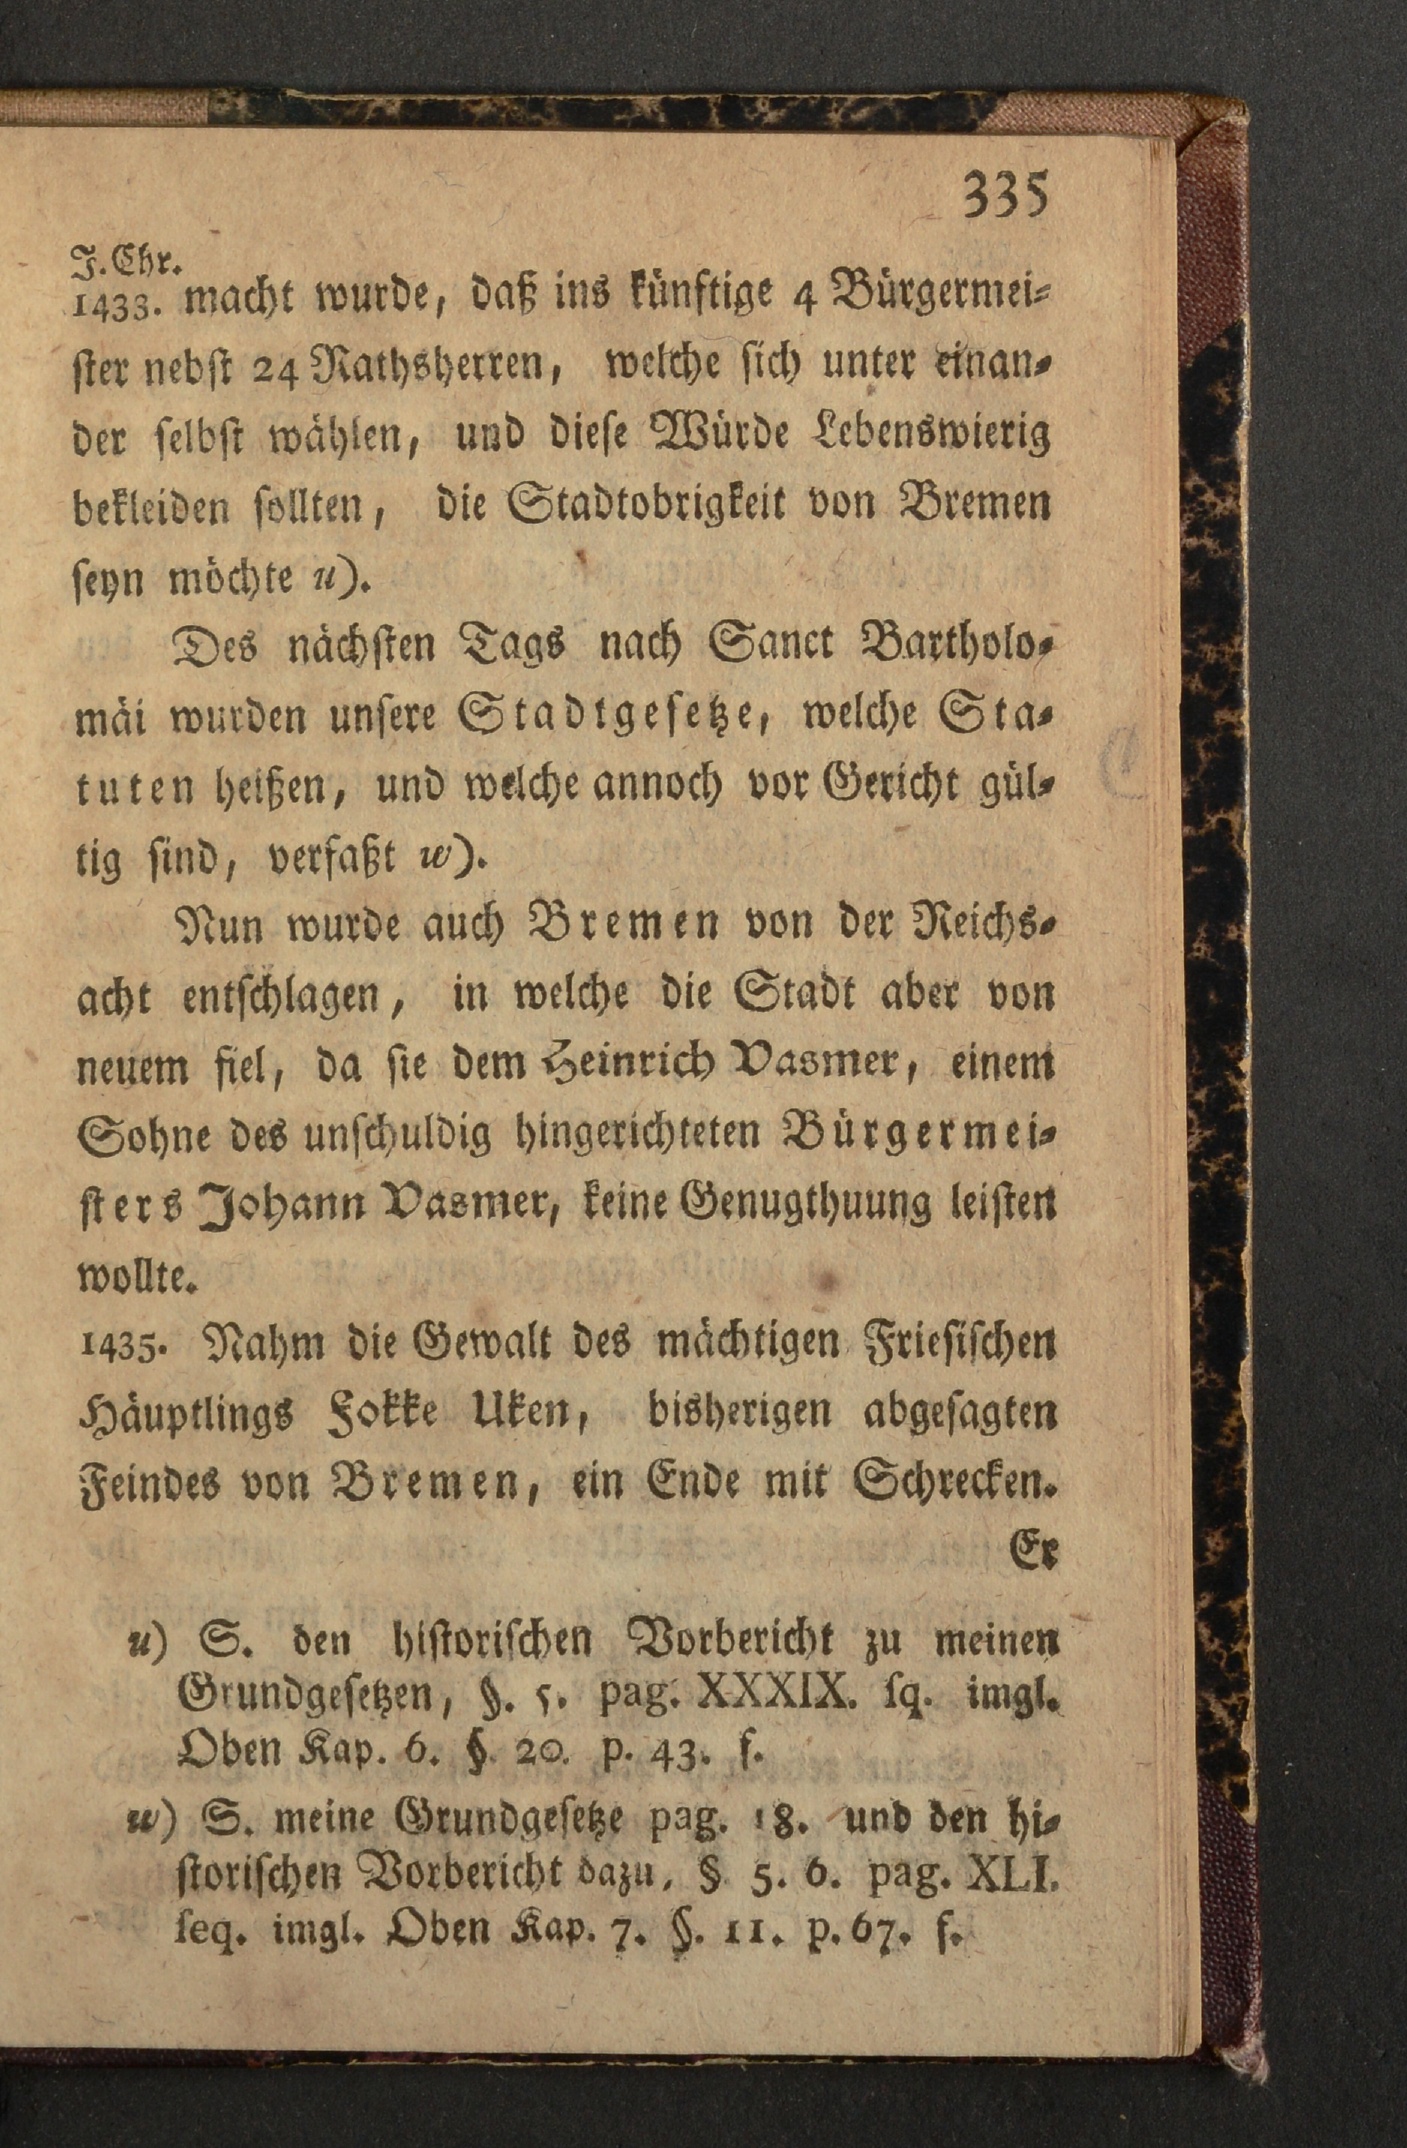 335
J. Chr.
1433. macht wurde, daß ins künftige 4 Bürgermei-
ster nebst 24 Rathsherren, welche sich unter einan-
der selbst wählen, und diese Würde Lebenswierig
bekleiden sollten, die Stadtobrigkeit von Bremen
seyn möchte u).
Des nächsten Tags nach Sanct Bartholo-
mäi wurden unsere Stadtgesetze, welche Sta-
tuten heißen, und welche annoch vor Gericht gül-
tig sind, verfaßt w).
Nun wurde auch Bremen von der Reichs-
acht entschlagen, in welche die Stadt aber von
neuem fiel, da sie dem Heinrich Vasmer, einem
Sohne des unschuldig hingerichteten Bürgermei-
sters Johann Vasmer, keine Genugthuung leisten
wollte.
1435. Nahm die Gewalt des mächtigen Friesischen
Häuptlings Fokke Uken, bisherigen abgesagten
Feindes von Bremen, ein Ende mit Schrecken.
Er
u) S. den historischen Vorbericht zu meinen
Grundgesetzen, §. 5. pag. XXXIX. sq. imgl.
Oben Kap. 6. §. 20. p. 43. f.
w) S. meine Grundgesetze pag. 18. und den hi-
storischen Vorbericht dazu, § 5. 6. pag. XLI.
seq. imgl. Oben Kap. 7. §. 11. p. 67. f.